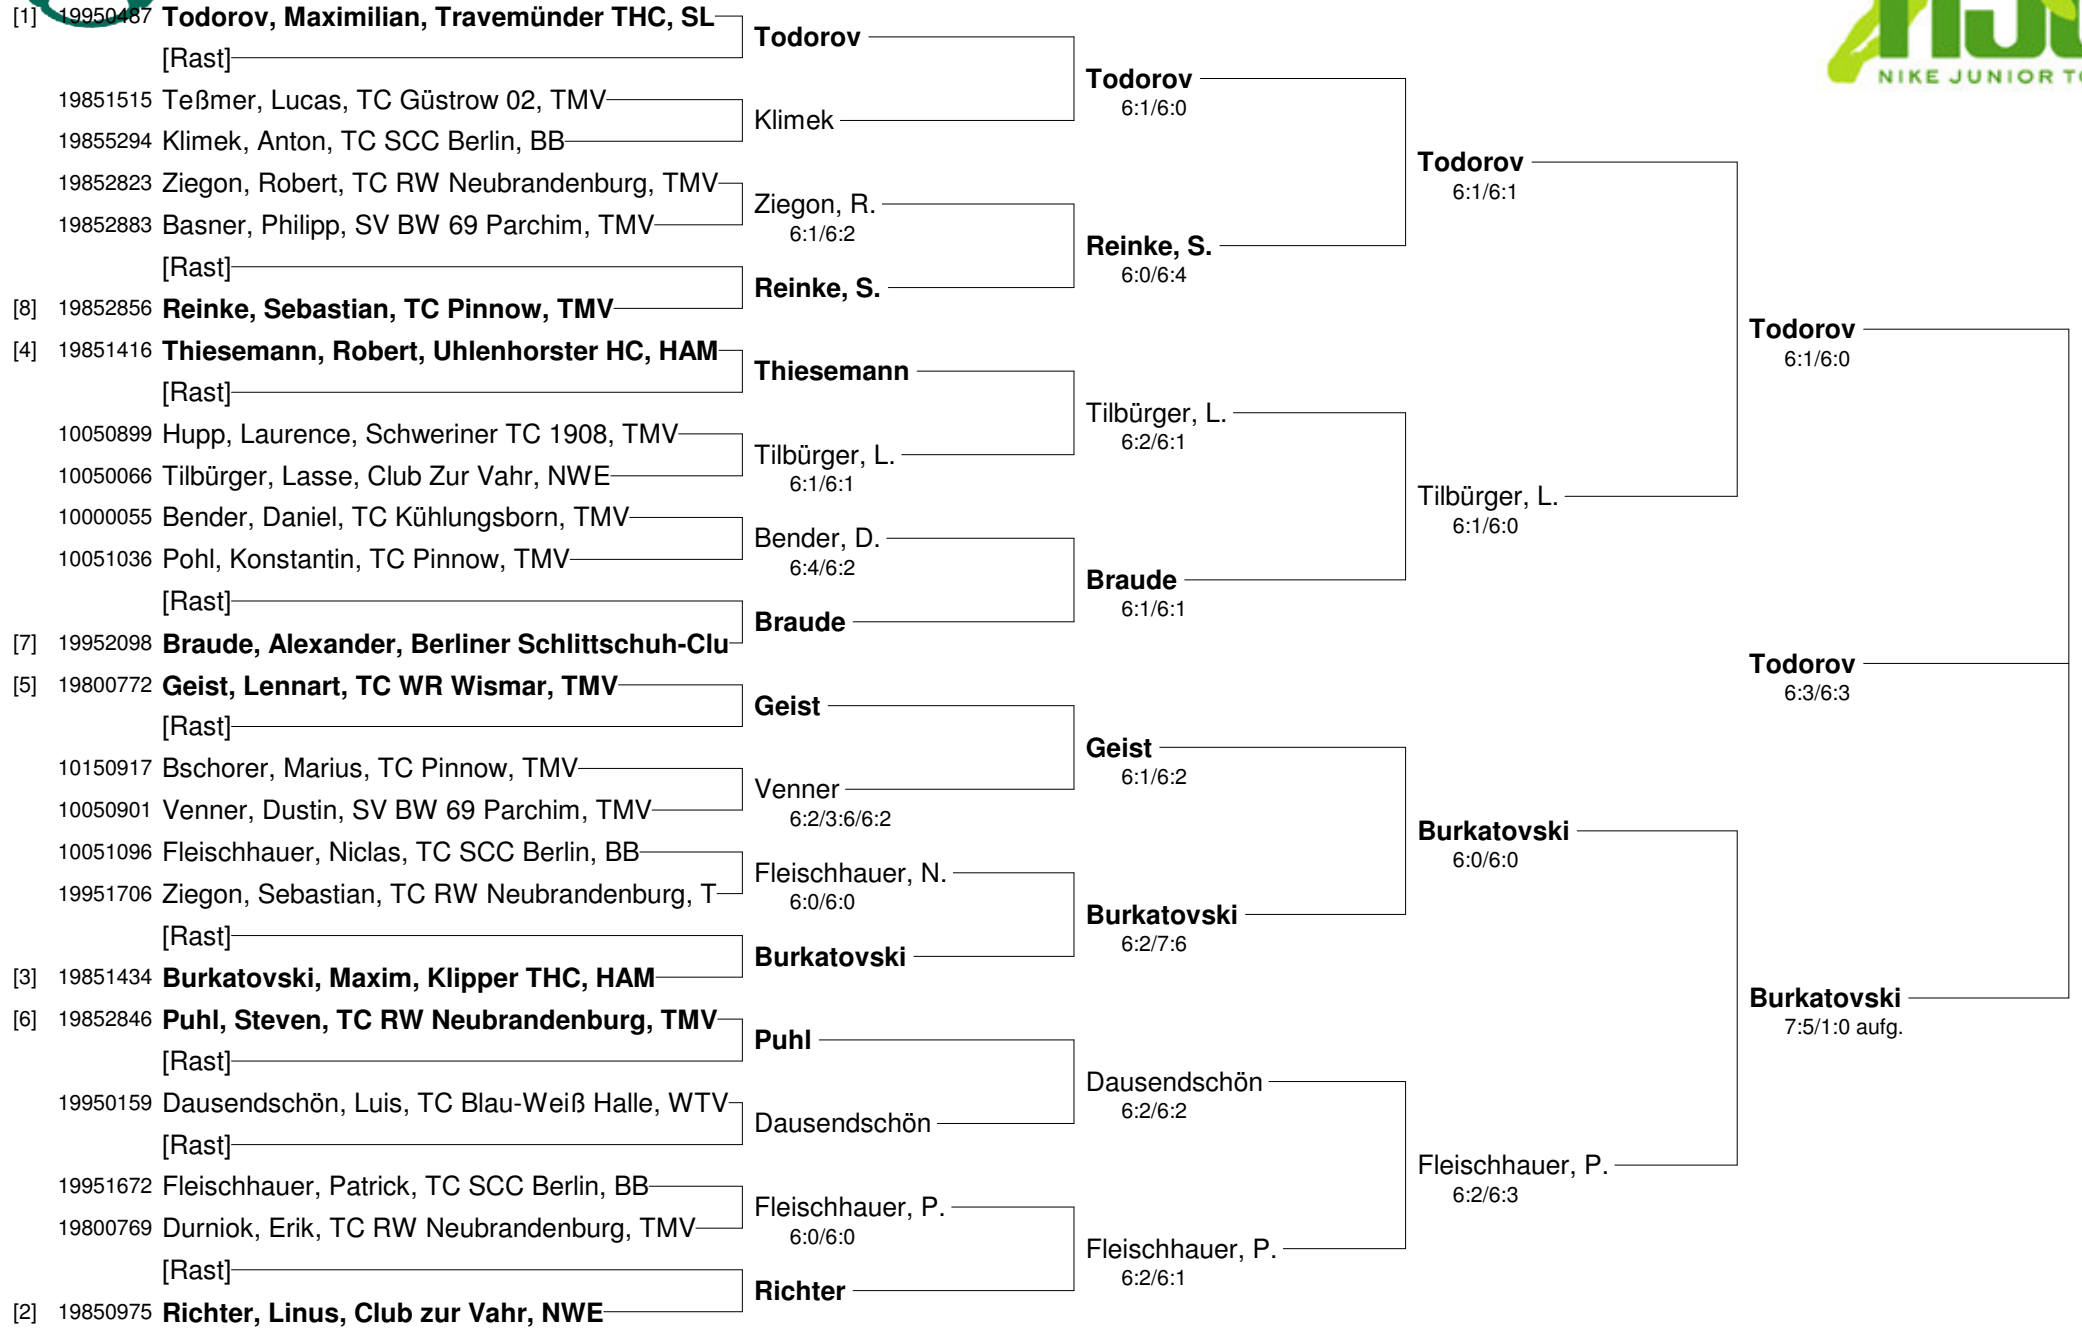 [1] 19950487 Todorov, Maximilian, Travemünder THC, SL
[Rast]
19851515 Teßmer, Lucas, TC Güstrow 02, TMV
19855294 Klimek, Anton, TC SCC Berlin, BB
19852823 Ziegon, Robert, TC RW Neubrandenburg, TMV
19852883 Basner, Philipp, SV BW 69 Parchim, TMV
[Rast]
[8] 19852856 Reinke, Sebastian, TC Pinnow, TMV
[4] 19851416 Thiesemann, Robert, Uhlenhorster HC, HAM
[Rast]
10050899 Hupp, Laurence, Schweriner TC 1908, TMV
10050066 Tilbürger, Lasse, Club Zur Vahr, NWE
10000055 Bender, Daniel, TC Kühlungsborn, TMV
10051036 Pohl, Konstantin, TC Pinnow, TMV
[Rast]
[7] 19952098 Braude, Alexander, Berliner Schlittschuh-Clu
[5] 19800772 Geist, Lennart, TC WR Wismar, TMV
[Rast]
10150917 Bschorer, Marius, TC Pinnow, TMV
10050901 Venner, Dustin, SV BW 69 Parchim, TMV
10051096 Fleischhauer, Niclas, TC SCC Berlin, BB
19951706 Ziegon, Sebastian, TC RW Neubrandenburg, T
[Rast]
[3] 19851434 Burkatovski, Maxim, Klipper THC, HAM
[6] 19852846 Puhl, Steven, TC RW Neubrandenburg, TMV
[Rast]
19950159 Dausendschön, Luis, TC Blau-Weiß Halle, WTV
[Rast]
19951672 Fleischhauer, Patrick, TC SCC Berlin, BB
19800769 Durniok, Erik, TC RW Neubrandenburg, TMV
[Rast]
[2] 19850975 Richter, Linus, Club zur Vahr, NWE
Todorov
Klimek
Ziegon, R.
6:1/6:2
Reinke, S.
Thiesemann
Tilbürger, L.
6:1/6:1
Bender, D.
6:4/6:2
Braude
Geist
Venner
6:2/3:6/6:2
Fleischhauer, N.
6:0/6:0
Burkatovski
Puhl
Dausendschön
Fleischhauer, P.
6:0/6:0
Richter
Todorov
6:1/6:0
Reinke, S.
6:0/6:4
Tilbürger, L.
6:2/6:1
Braude
6:1/6:1
Geist
6:1/6:2
Burkatovski
6:2/7:6
Dausendschön
6:2/6:2
Fleischhauer, P.
6:2/6:1
Todorov
6:1/6:1
Tilbürger, L.
6:1/6:0
Burkatovski
6:0/6:0
Fleischhauer, P.
6:2/6:3
Todorov
6:1/6:0
Todorov
6:3/6:3
Burkatovski
7:5/1:0 aufg.
NIKE JUNIOR